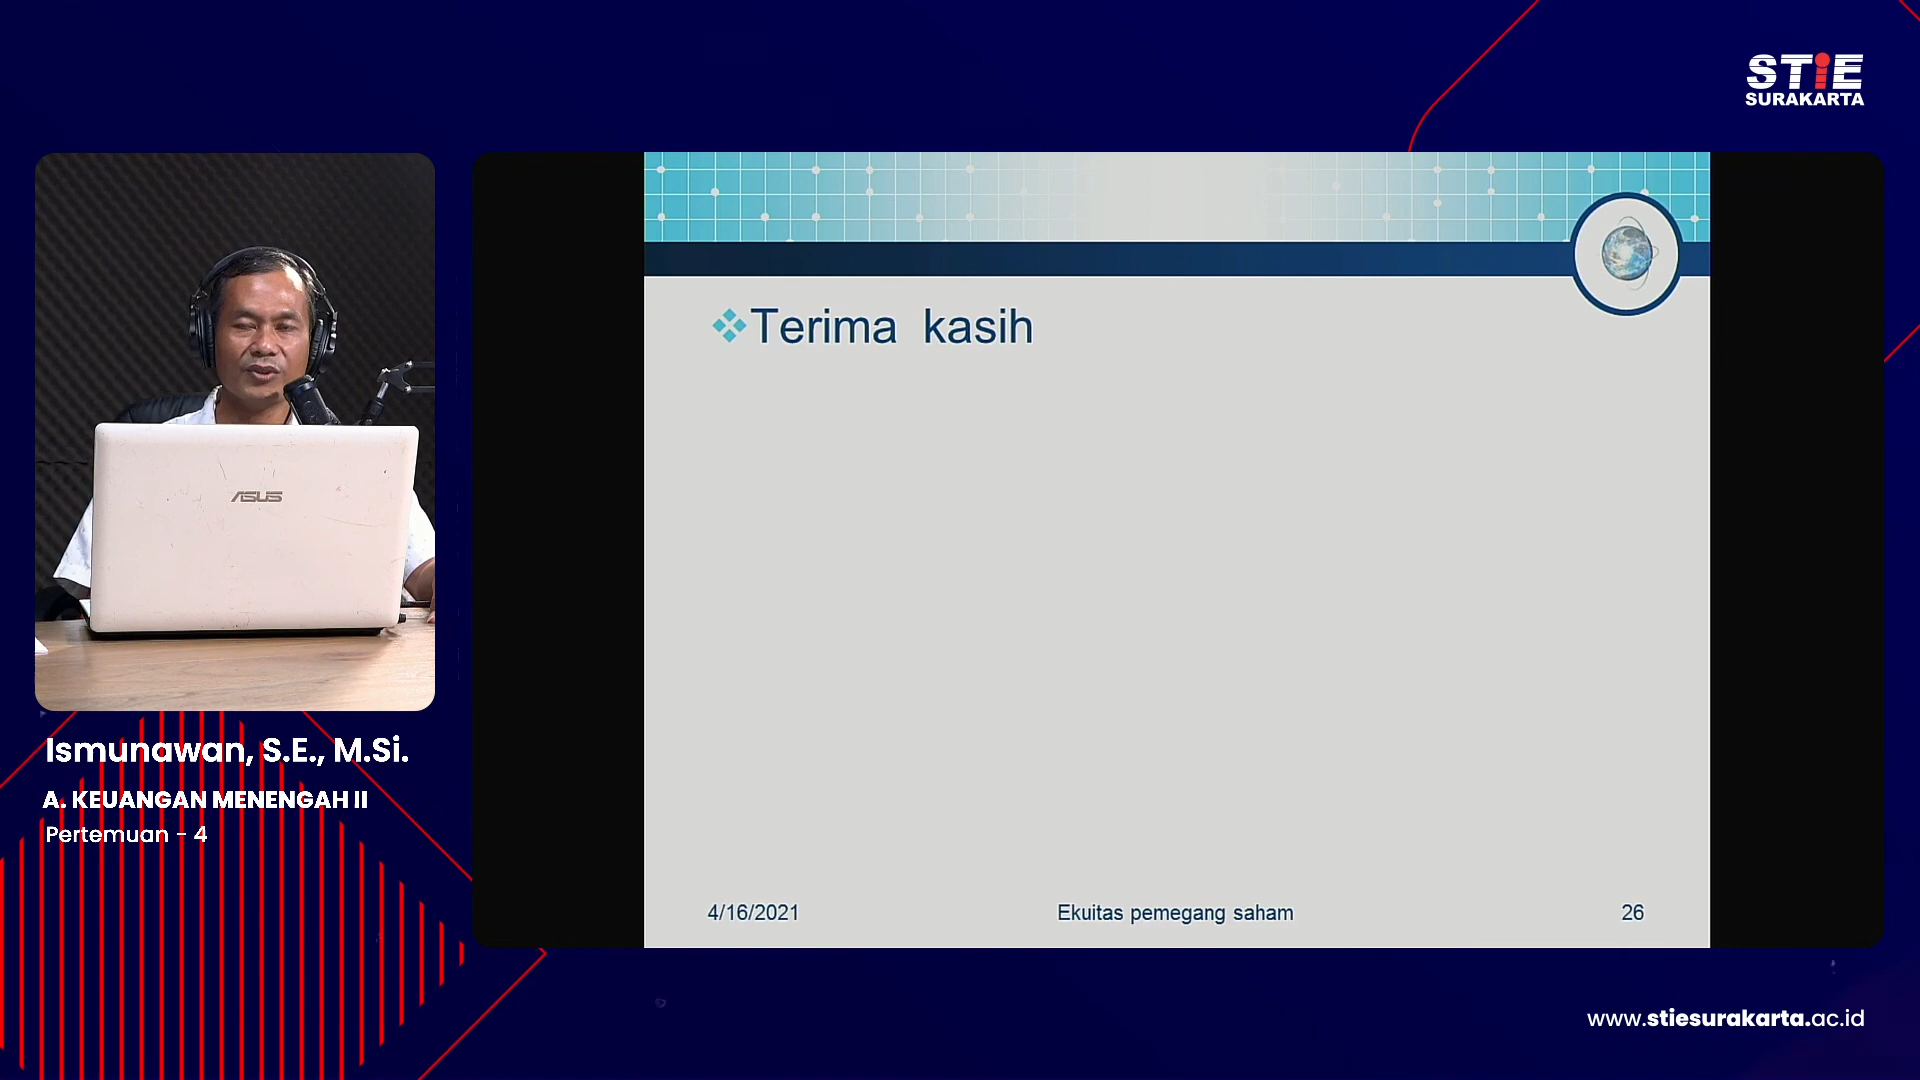 STiE
SURAKARTA
ASUS
Ismunawan, S.E., M.Si.
A. KEUANGAN MENENGAH II
Pertemuan - 4
Terima kasih
4/16/2021
Ekuitas pemegang saham
26
www.stiesurakarta.ac.id